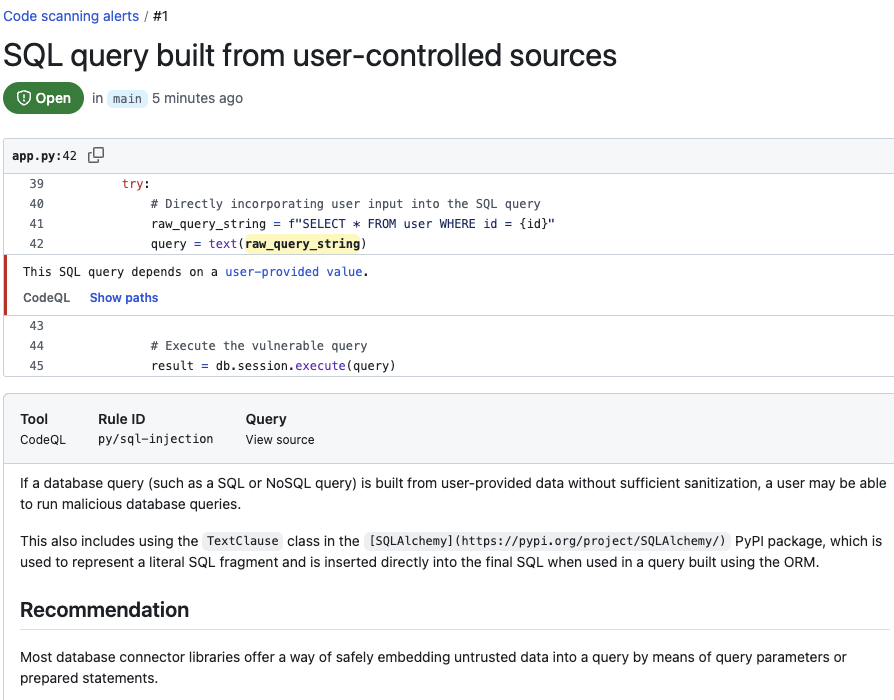 Code scanning alerts / #1
SQL query built from user-controlled sources
Open in main 5 minutes ago
app.py:42
39 try:
40 # Directly incorporating user input into the SQL query
41 raw_query_string = f"SELECT * FROM user WHERE id = {id}"
42 query = text(raw_query_string)
This SQL query depends on a user-provided value.
CodeQL Show paths
43
44 # Execute the vulnerable query
45 result = db.session.execute(query)
Tool Rule ID Query
CodeQL py/sql-injection View source
If a database query (such as a SQL or NoSQL query) is built from user-provided data without sufficient sanitization, a user may be able
to run malicious database queries.
This also includes using the TextClause class in the [SQLAlchemy](https://pypi.org/project/SQLAlchemy/) PyPI package, which is
used to represent a literal SQL fragment and is inserted directly into the final SQL when used in a query built using the ORM.
Recommendation
Most database connector libraries offer a way of safely embedding untrusted data into a query by means of query parameters or
prepared statements.